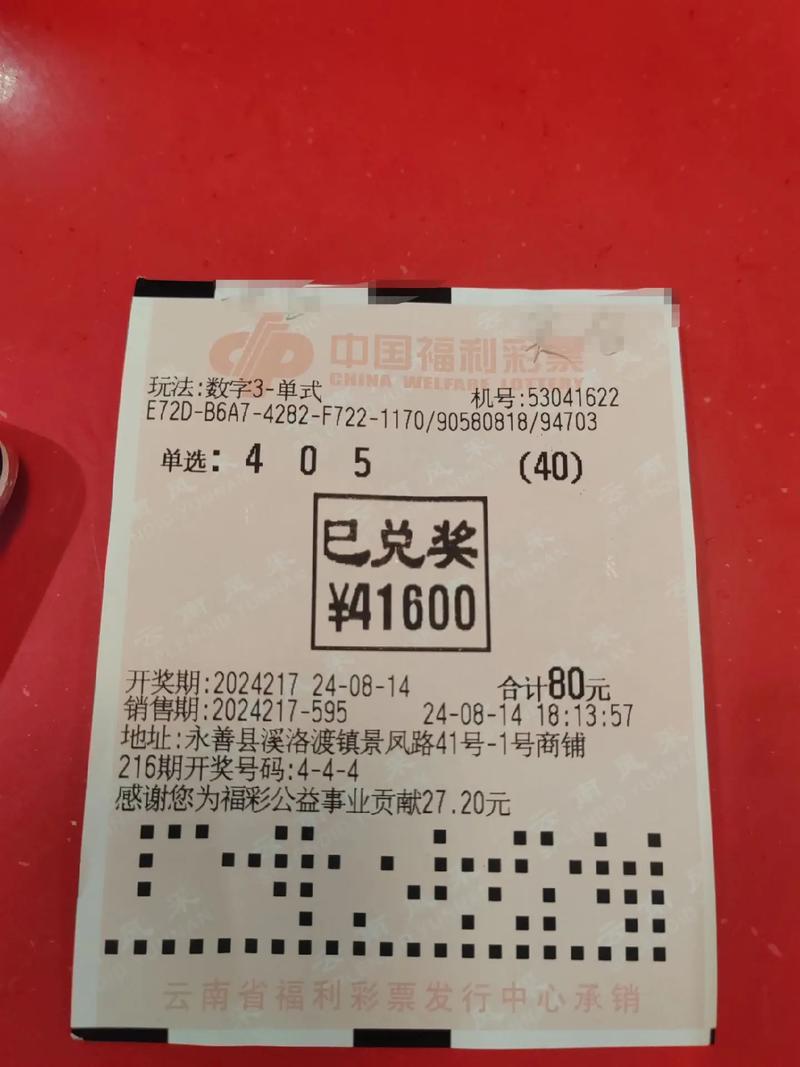 中国福利彩票
CHINA WELFARE LOTTERY
玩法:数字3-单式 机号:53041622
E72D-B6A7-4282-F722-1170/90580818/94703
单选: 4 0 5 (40)
已兑奖
¥41600
开奖期:2024217 24-08-14 合计80元
销售期:2024217-595 24-08-14 18:13:57
地址:永善县溪洛渡镇景凤路41号-1号商铺
216期开奖号码:4-4-4
感谢您为福彩公益事业贡献27.20元
云南省福利彩票发行中心承销